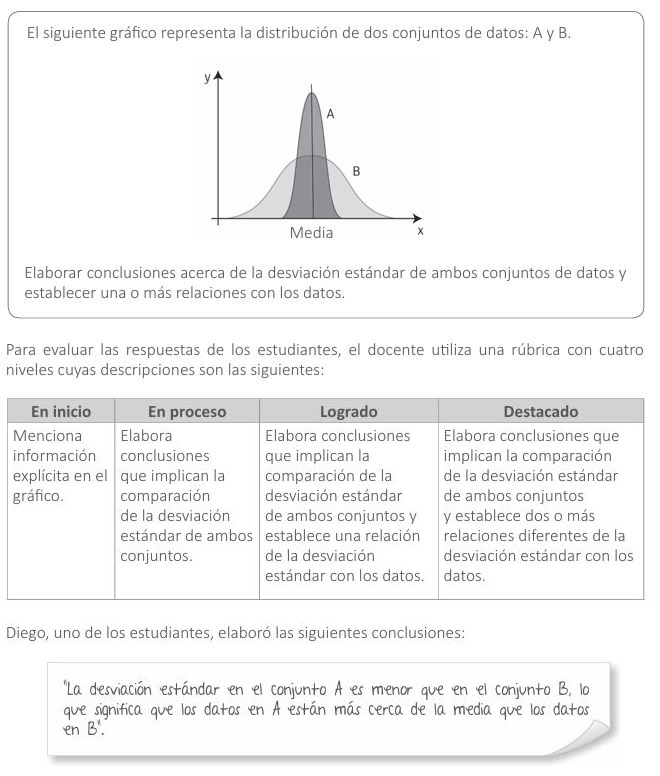 El siguiente gráfico representa la distribución de dos conjuntos de datos: A y B.
y
A
B
Media
x
Elaborar conclusiones acerca de la desviación estándar de ambos conjuntos de datos y
establecer una o más relaciones con los datos.
Para evaluar las respuestas de los estudiantes, el docente utiliza una rúbrica con cuatro
niveles cuyas descripciones son las siguientes:
En inicio
En proceso
Logrado
Destacado
Menciona
información
explícita en el
gráfico.
Elabora
conclusiones
que implican la
comparación
de la desviación
estándar de ambos
conjuntos.
Elabora conclusiones
que implican la
comparación de la
desviación estándar
de ambos conjuntos y
establece una relación
de la desviación
estándar con los datos.
Elabora conclusiones que
implican la comparación
de la desviación estándar
de ambos conjuntos
y establece dos o más
relaciones diferentes de la
desviación estándar con los
datos.
Diego, uno de los estudiantes, elaboró las siguientes conclusiones:
"La desviación estándar en el conjunto A es menor que en el conjunto B, lo
que significa que los datos en A están más cerca de la media que los datos
en B".